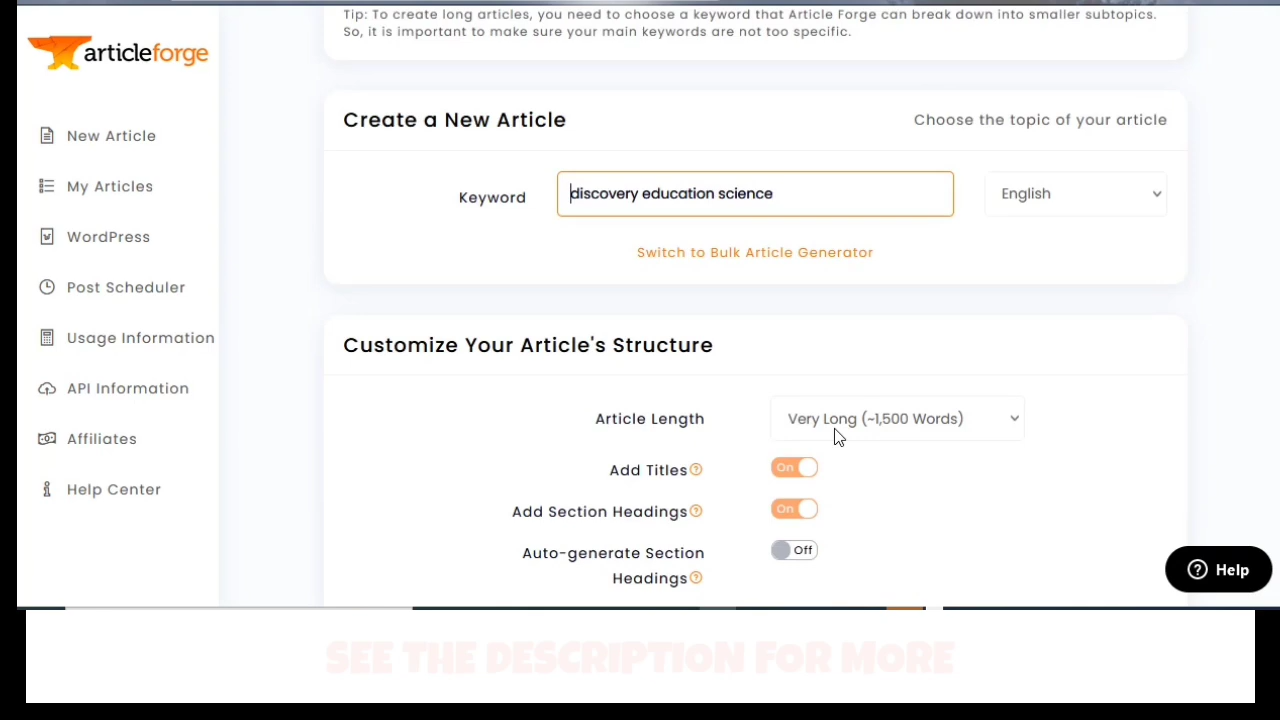 Tip: To create long articles, you need to choose a keyword that Article Forge can break down into smaller subtopics.
So, it is important to make sure your main keywords are not too specific.
articleforge
New Article
My Articles
WordPress
Post Scheduler
Usage Information
API Information
Affiliates
Help Center
Create a New Article
Choose the topic of your article
Keyword
discovery education science
English
Switch to Bulk Article Generator
Customize Your Article's Structure
Article Length
Very Long (~1,500 Words)
Add Titles
On
Add Section Headings
On
Auto-generate Section
Headings
Off
Help
SEE THE DESCRIPTION FOR MORE